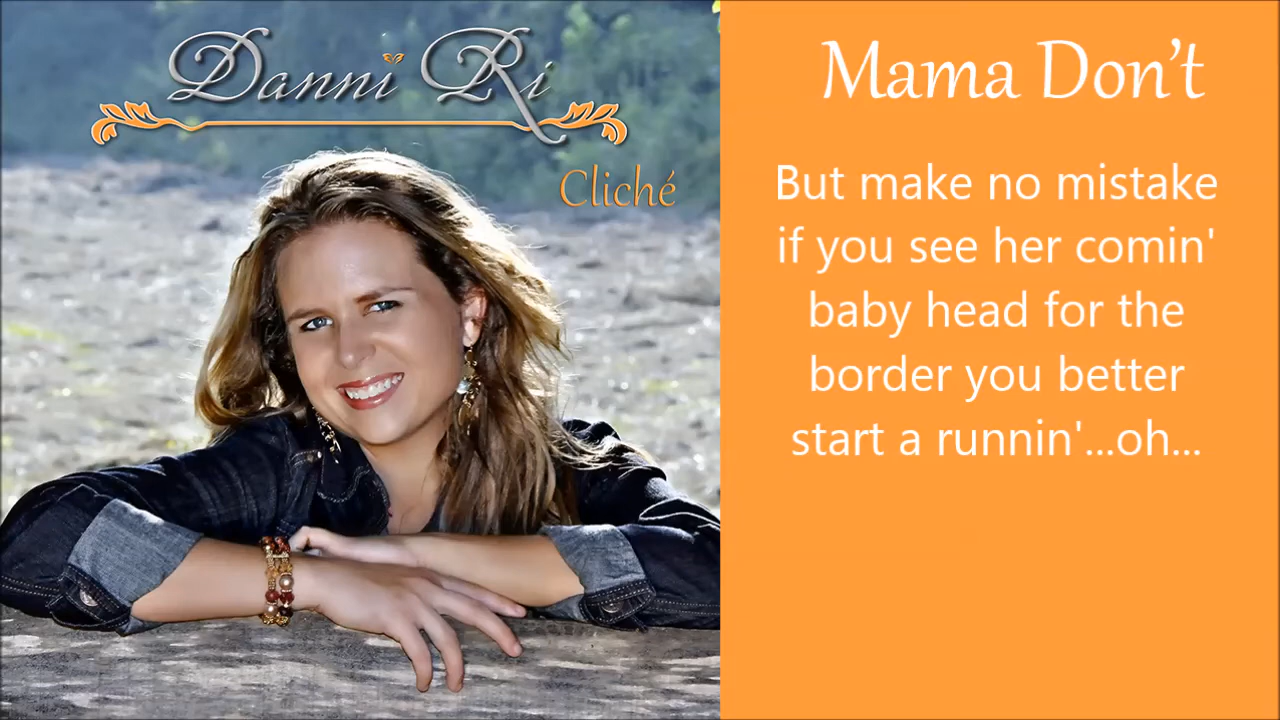 Danni Ri
Cliché
Mama Don’t
But make no mistake
if you see her comin'
baby head for the
border you better
start a runnin'...oh...